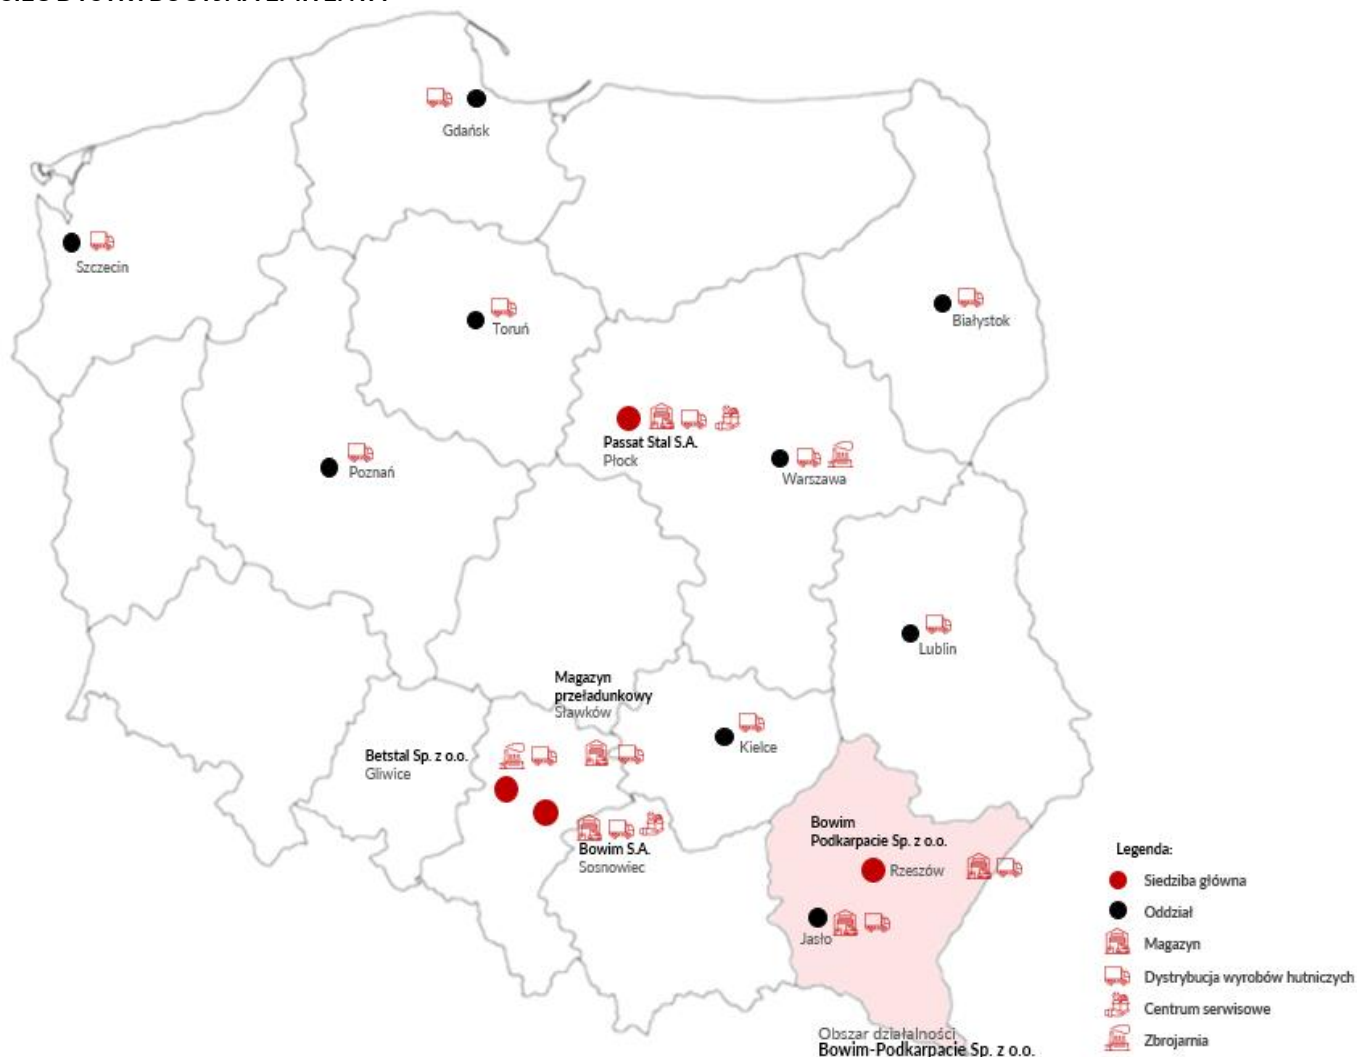 Gdańsk
Szczecin
Toruń
Białystok
Passat Stal S.A.
Płock
Poznań
Warszawa
Lublin
Magazyn
przeładunkowy
Sławków
Kielce
Betstal Sp. z o.o.
Gliwice
Bowim S.A.
Sosnowiec
Bowim
Podkarpacie Sp. z o.o.
Rzeszów
Jasło
Obszar działalności
Bowim-Podkarpacie Sp. z o.o.
Legenda:
Siedziba główna
Oddział
Magazyn
Dystrybucja wyrobów hutniczych
Centrum serwisowe
Zbrojarnia